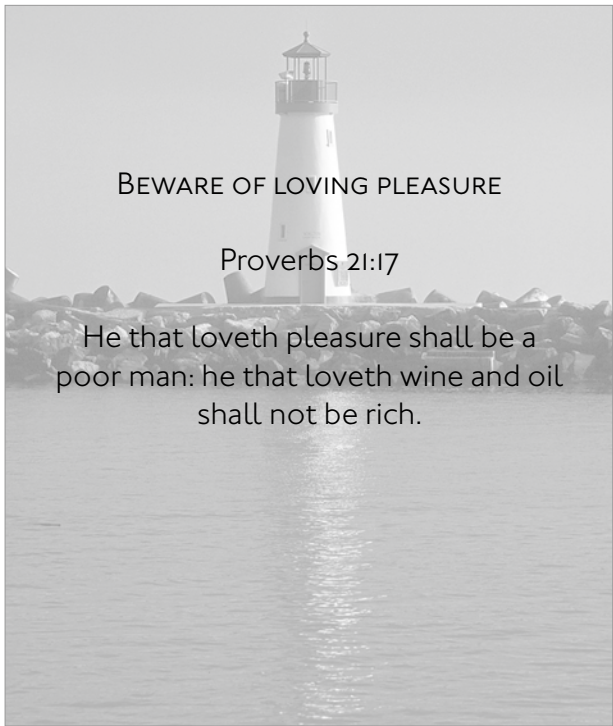 Beware of loving pleasure
Proverbs 21:17
He that loveth pleasure shall be a
poor man: he that loveth wine and oil
shall not be rich.